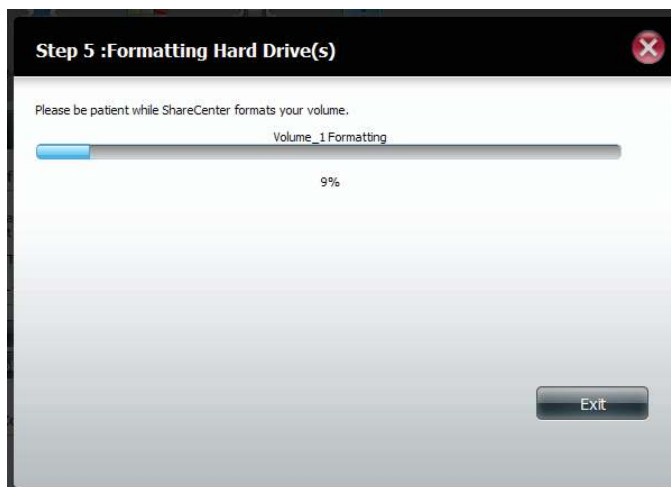 Step 5 :Formatting Hard Drive(s)
Please be patient while ShareCenter formats your volume.
Volume_1 Formatting
9%
Exit